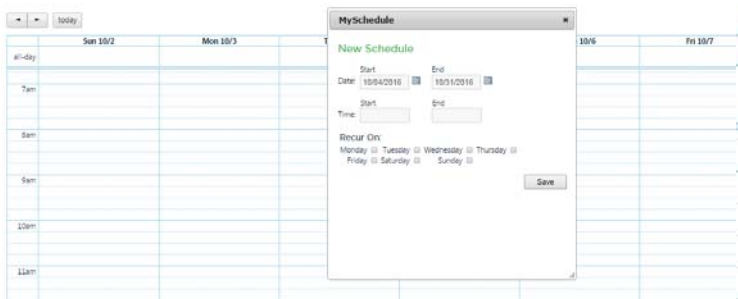 today
MySchedule
Sun 10/2 Mon 10/3 T 10/6 Fri 10/7
all-day
New Schedule
Start End
Date: 10/04/2016 10/31/2016
7am
Start End
Time:
8am
Recur On:
Monday Tuesday Wednesday Thursday
Friday Saturday Sunday
9am
Save
10am
11am